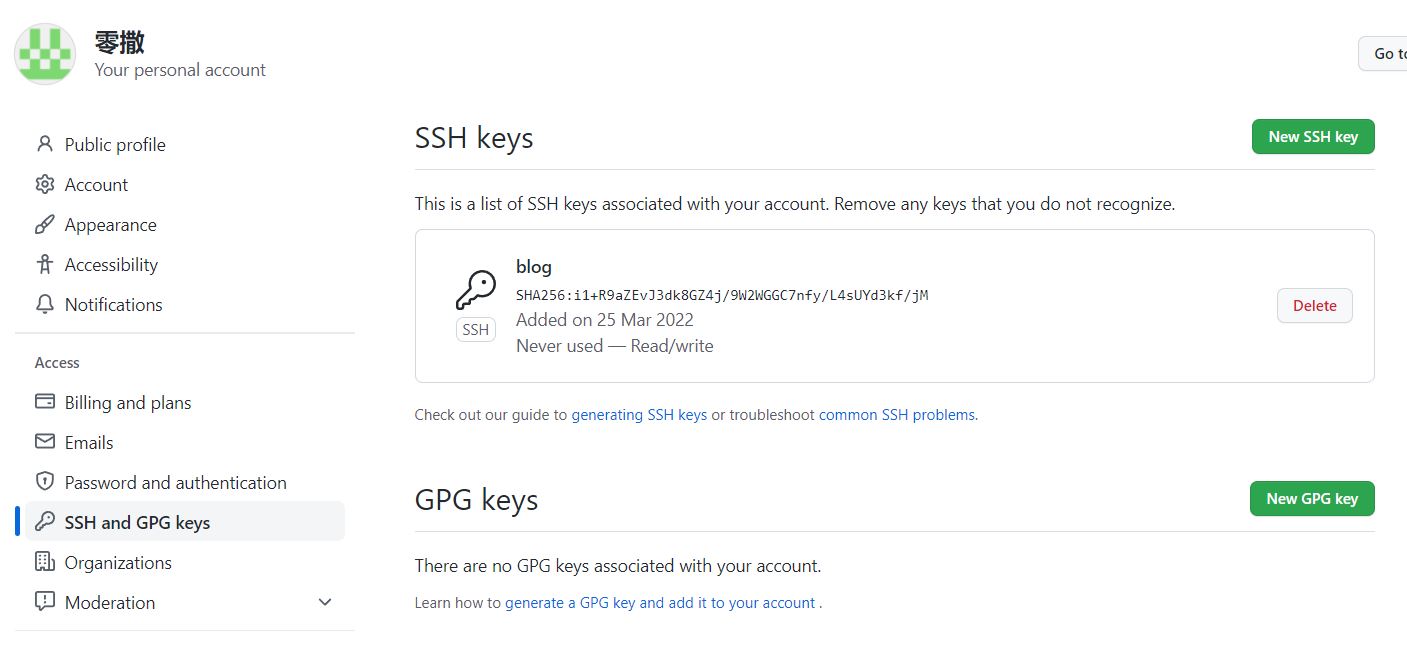 零撒
Your personal account
Go to
Public profile
Account
Appearance
Accessibility
Notifications
Access
Billing and plans
Emails
Password and authentication
SSH and GPG keys
Organizations
Moderation
SSH keys
New SSH key
This is a list of SSH keys associated with your account. Remove any keys that you do not recognize.
blog
SHA256:i1+R9aZEvJ3dk8GZ4j/9W2WGGC7nfy/L4sUYd3kf/jM
SSH
Added on 25 Mar 2022
Never used — Read/write
Delete
Check out our guide to generating SSH keys or troubleshoot common SSH problems.
GPG keys
New GPG key
There are no GPG keys associated with your account.
Learn how to generate a GPG key and add it to your account .